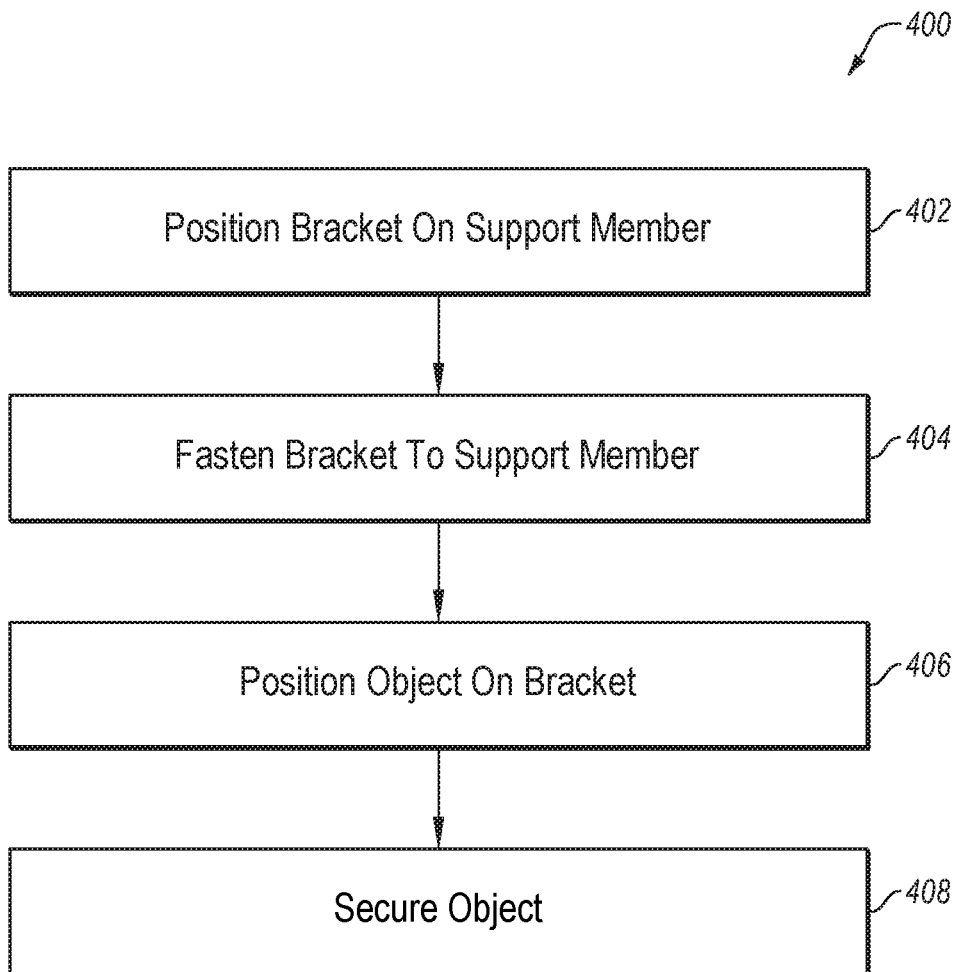 400
Position Bracket On Support Member
402
Fasten Bracket To Support Member
404
Position Object On Bracket
406
Secure Object
408